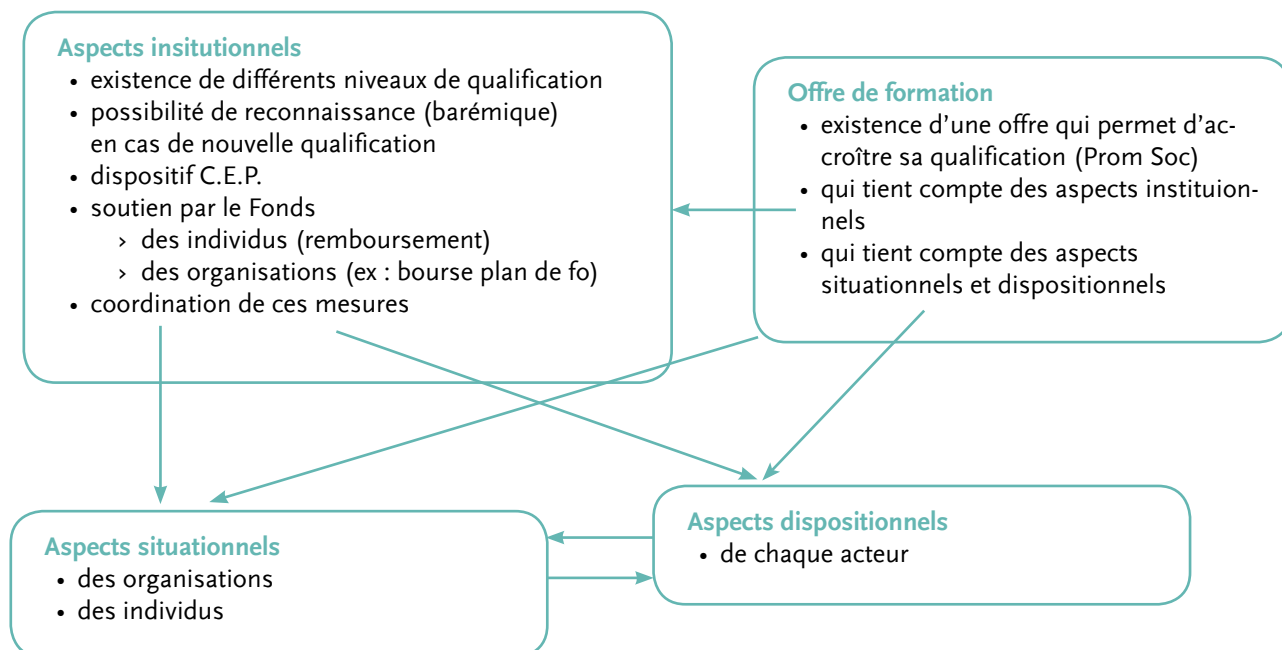 Aspects insitutionnels
• existence de différents niveaux de qualification
• possibilité de reconnaissance (barémique)
en cas de nouvelle qualification
• dispositif C.E.P.
• soutien par le Fonds
› des individus (remboursement)
› des organisations (ex : bourse plan de fo)
• coordination de ces mesures
Offre de formation
• existence d'une offre qui permet d'ac-
croître sa qualification (Prom Soc)
• qui tient compte des aspects instituion-
nels
• qui tient compte des aspects
situationnels et dispositionnels
Aspects situationnels
• des organisations
• des individus
Aspects dispositionnels
• de chaque acteur